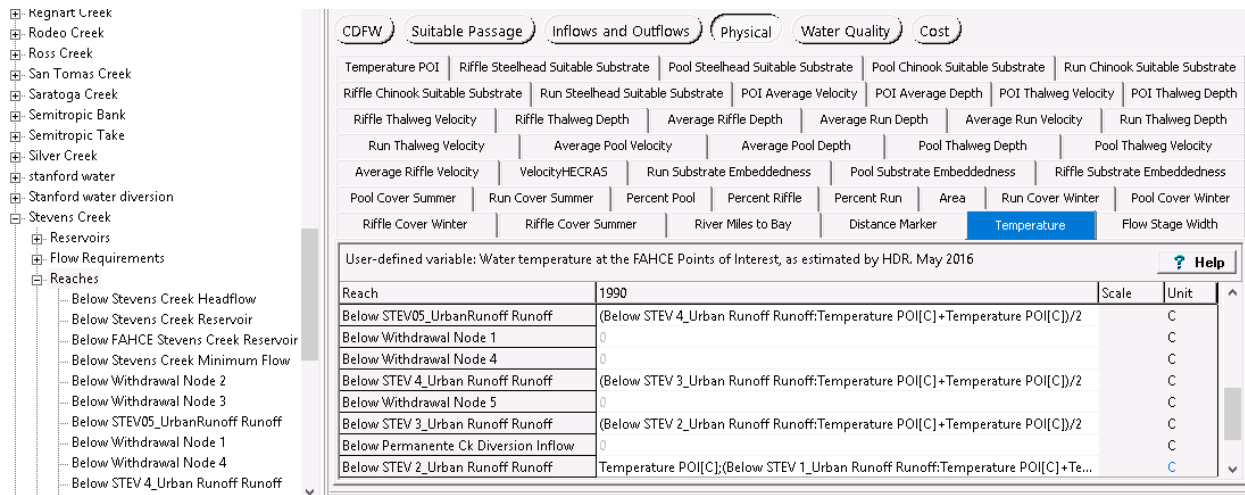 Regnart Creek
Rodeo Creek
Ross Creek
San Tomas Creek
Saratoga Creek
Semitropic Bank
Semitropic Take
Silver Creek
stanford water
Stanford water diversion
Stevens Creek
Reservoirs
Flow Requirements
Reaches
Below Stevens Creek Headflow
Below Stevens Creek Reservoir
Below FAHCE Stevens Creek Reservoir
Below Stevens Creek Minimum Flow
Below Withdrawal Node 2
Below Withdrawal Node 3
Below STEV05_UrbanRunoff Runoff
Below Withdrawal Node 1
Below Withdrawal Node 4
Below STEV 4_Urban Runoff Runoff
CDFW Suitable Passage Inflows and Outflows Physical Water Quality Cost
Temperature POI Riffle Steelhead Suitable Substrate Pool Steelhead Suitable Substrate Pool Chinook Suitable Substrate Run Chinook Suitable Substrate
Riffle Chinook Suitable Substrate Run Steelhead Suitable Substrate POI Average Velocity POI Average Depth POI Thalweg Velocity POI Thalweg Depth
Riffle Thalweg Velocity Riffle Thalweg Depth Average Riffle Depth Average Run Depth Average Run Velocity Run Thalweg Depth
Run Thalweg Velocity Average Pool Velocity Average Pool Depth Pool Thalweg Depth Pool Thalweg Velocity
Average Riffle Velocity VelocityHECRAS Run Substrate Embeddedness Pool Substrate Embeddedness Riffle Substrate Embeddedness
Pool Cover Summer Run Cover Summer Percent Pool Percent Riffle Percent Run Area Run Cover Winter Pool Cover Winter
Riffle Cover Winter Riffle Cover Summer River Miles to Bay Distance Marker Temperature Flow Stage Width
User-defined variable: Water temperature at the FAHCE Points of Interest, as estimated by HDR. May 2016 ? Help
Reach 1990 Scale Unit
Below STEV05_UrbanRunoff Runoff (Below STEV 4_Urban Runoff Runoff:Temperature POI[C]+Temperature POI[C])/2 C
Below Withdrawal Node 1 0 C
Below Withdrawal Node 4 0 C
Below STEV 4_Urban Runoff Runoff (Below STEV 3_Urban Runoff Runoff:Temperature POI[C]+Temperature POI[C])/2 C
Below Withdrawal Node 5 0 C
Below STEV 3_Urban Runoff Runoff (Below STEV 2_Urban Runoff Runoff:Temperature POI[C]+Temperature POI[C])/2 C
Below Permanente Ck Diversion Inflow 0 C
Below STEV 2_Urban Runoff Runoff Temperature POI[C];(Below STEV 1_Urban Runoff Runoff:Temperature POI[C]+Te... C